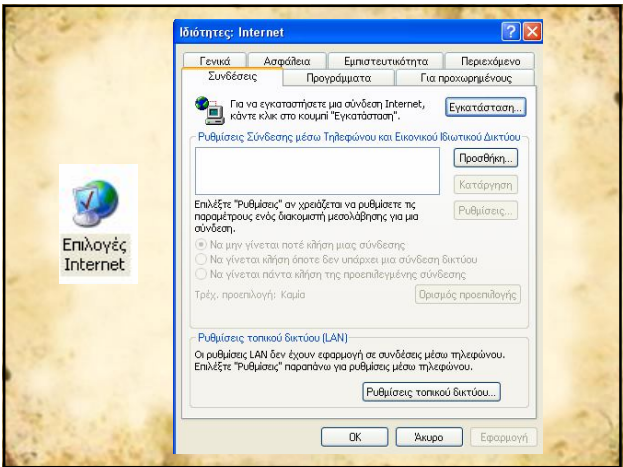 Ιδιότητες: Internet
Γενικά Ασφάλεια Εμπιστευτικότητα Περιεχόμενο
Συνδέσεις Προγράμματα Για προχωρημένους
Για να εγκαταστήσετε μια σύνδεση Internet,
κάντε κλικ στο κουμπί "Εγκατάσταση".
Εγκατάσταση...
Ρυθμίσεις Σύνδεσης μέσω Τηλεφώνου και Εικονικού Ιδιωτικού Δικτύου
Προσθήκη...
Κατάργηση
Επιλέξτε "Ρυθμίσεις" αν χρειάζεται να ρυθμίσετε τις
παραμέτρους ενός διακομιστή μεσολάβησης για μια
σύνδεση.
Ρυθμίσεις...
Να μην γίνεται ποτέ κλήση μιας σύνδεσης
Να γίνεται κλήση όποτε δεν υπάρχει μια σύνδεση δικτύου
Να γίνεται πάντα κλήση της προεπιλεγμένης σύνδεσης
Τρέχ. προεπιλογή: Καμία Ορισμός προεπιλογής
Ρυθμίσεις τοπικού δικτύου (LAN)
Οι ρυθμίσεις LAN δεν έχουν εφαρμογή σε συνδέσεις μέσω τηλεφώνου.
Επιλέξτε "Ρυθμίσεις" παραπάνω για ρυθμίσεις μέσω τηλεφώνου.
Ρυθμίσεις τοπικού δικτύου...
OK Άκυρο Εφαρμογή
Επιλογές
Internet